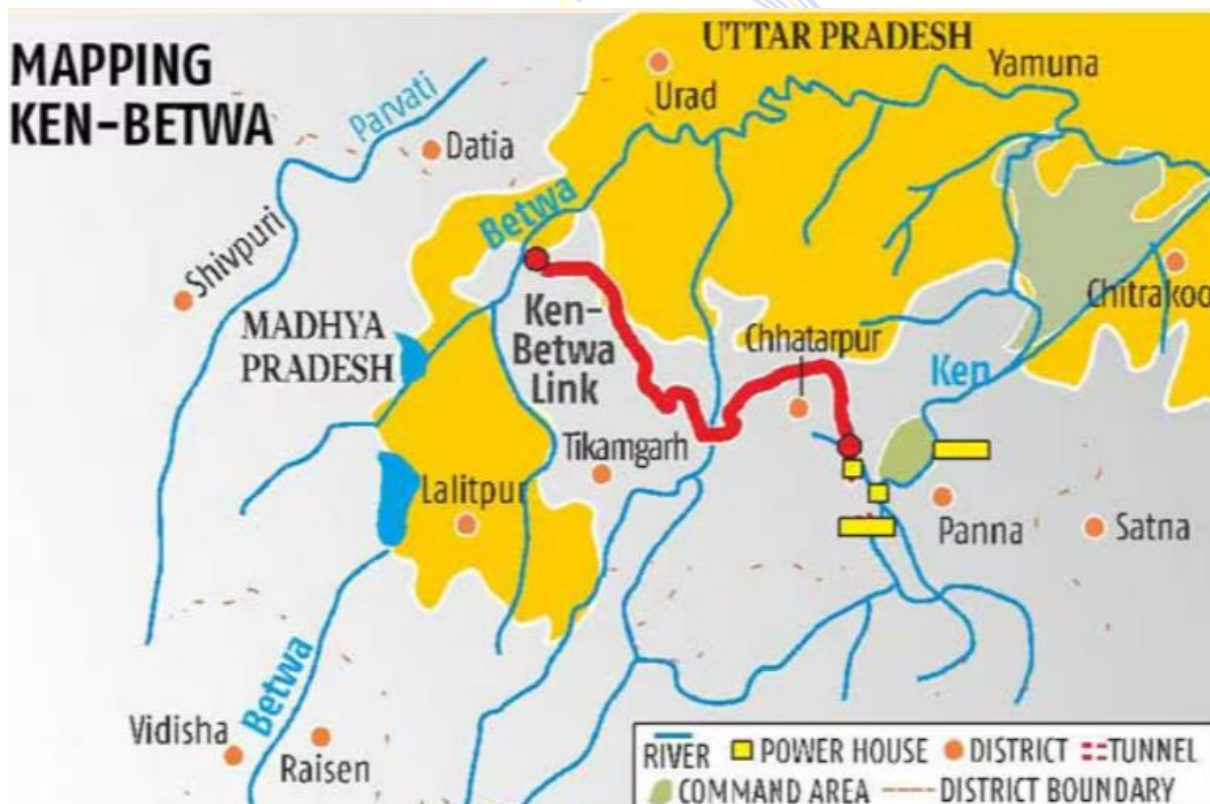 MAPPING
KEN-BETWA
UTTAR PRADESH
Yamuna
Urad
Parvati
Datia
Betwa
Shivpuri
MADHYA
PRADESH
Ken-
Betwa
Link
Chhatarpur
Chitrakoo
Ken
Tikamgarh
Lalitpur
Panna
Satna
Betwa
Vidisha
Raisen
RIVER
POWER HOUSE
DISTRICT
TUNNEL
COMMAND AREA
DISTRICT BOUNDARY